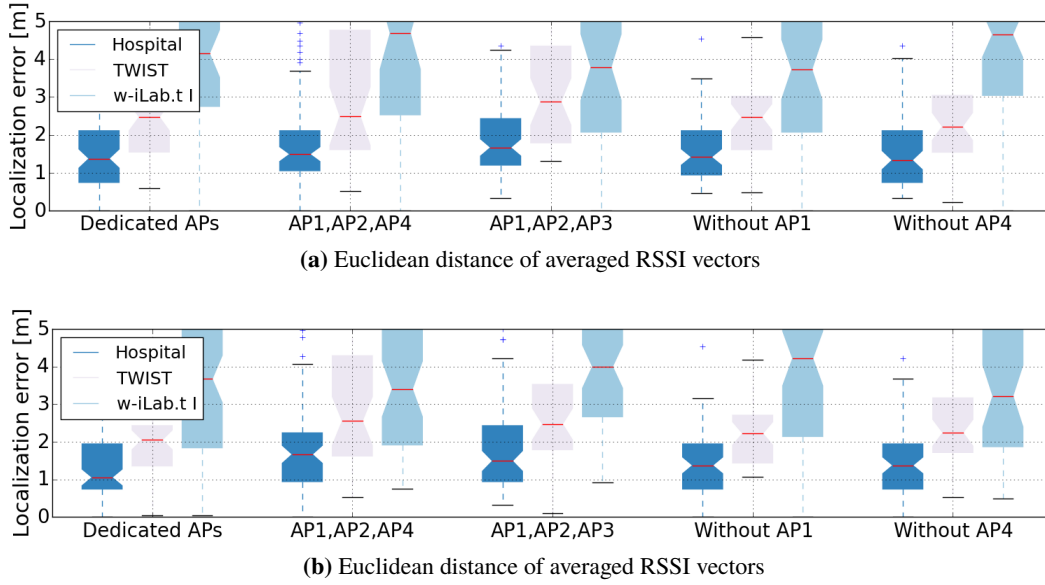 5
4
3
2
1
0
Localization error [m]
Hospital
TWIST
w-iLab.t I
Dedicated APs AP1,AP2,AP4 AP1,AP2,AP3 Without AP1 Without AP4
(a) Euclidean distance of averaged RSSI vectors
5
4
3
2
1
0
Localization error [m]
Hospital
TWIST
w-iLab.t I
Dedicated APs AP1,AP2,AP4 AP1,AP2,AP3 Without AP1 Without AP4
(b) Euclidean distance of averaged RSSI vectors